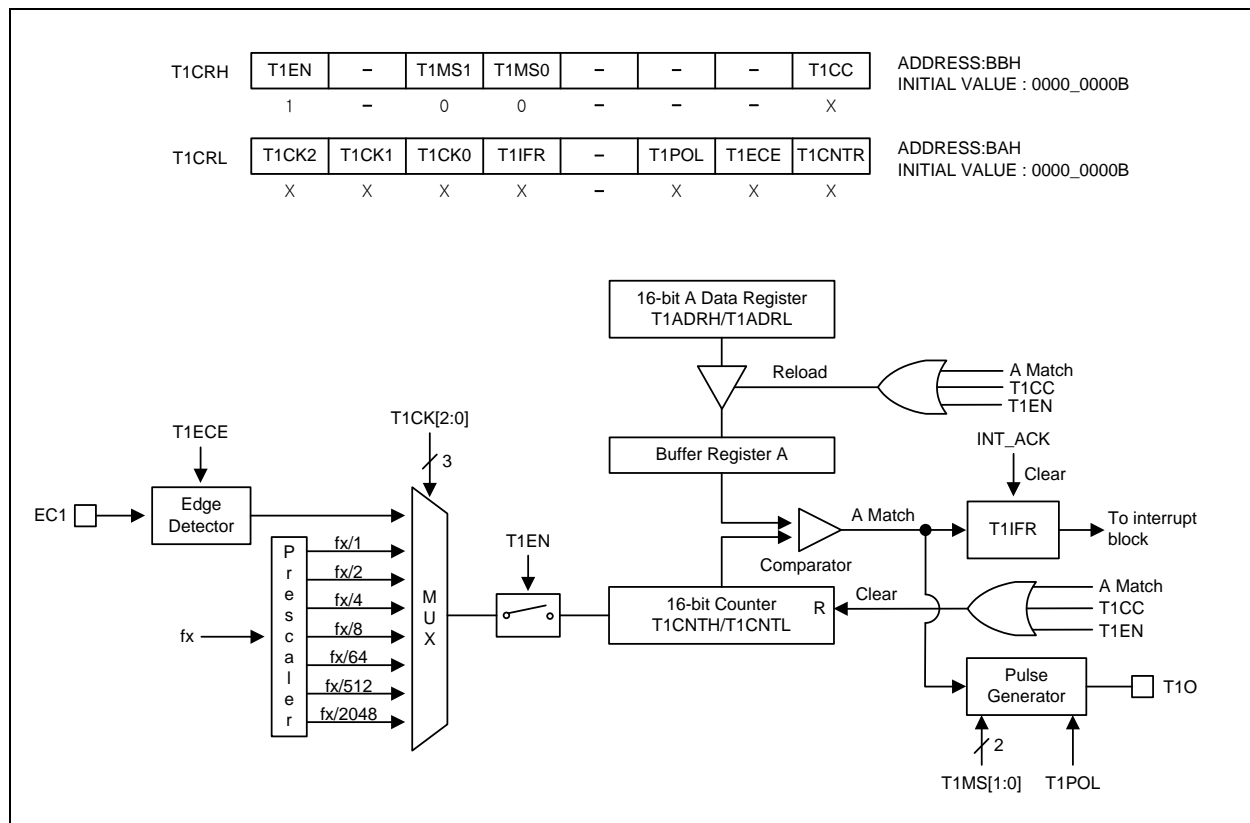 T1CRH T1EN – T1MS1 T1MS0 – – – T1CC ADDRESS:BBH
INITIAL VALUE : 0000_0000B
1 – 0 0 – – – X
T1CRL T1CK2 T1CK1 T1CK0 T1IFR – T1POL T1ECE T1CNTR ADDRESS:BAH
INITIAL VALUE : 0000_0000B
X X X X – X X X
16-bit A Data Register
T1ADRH/T1ADRL
Reload
A Match
T1CC
T1EN
Buffer Register A
T1CK[2:0]
3
T1ECE
EC1
Edge
Detector
Prescaler
fx
fx/1
fx/2
fx/4
fx/8
fx/64
fx/512
fx/2048
MUX
T1EN
Comparator
A Match
INT_ACK
Clear
T1IFR
To interrupt
block
16-bit Counter
T1CNTH/T1CNTL
R
Clear
A Match
T1CC
T1EN
Pulse
Generator
T1O
2
T1MS[1:0]
T1POL